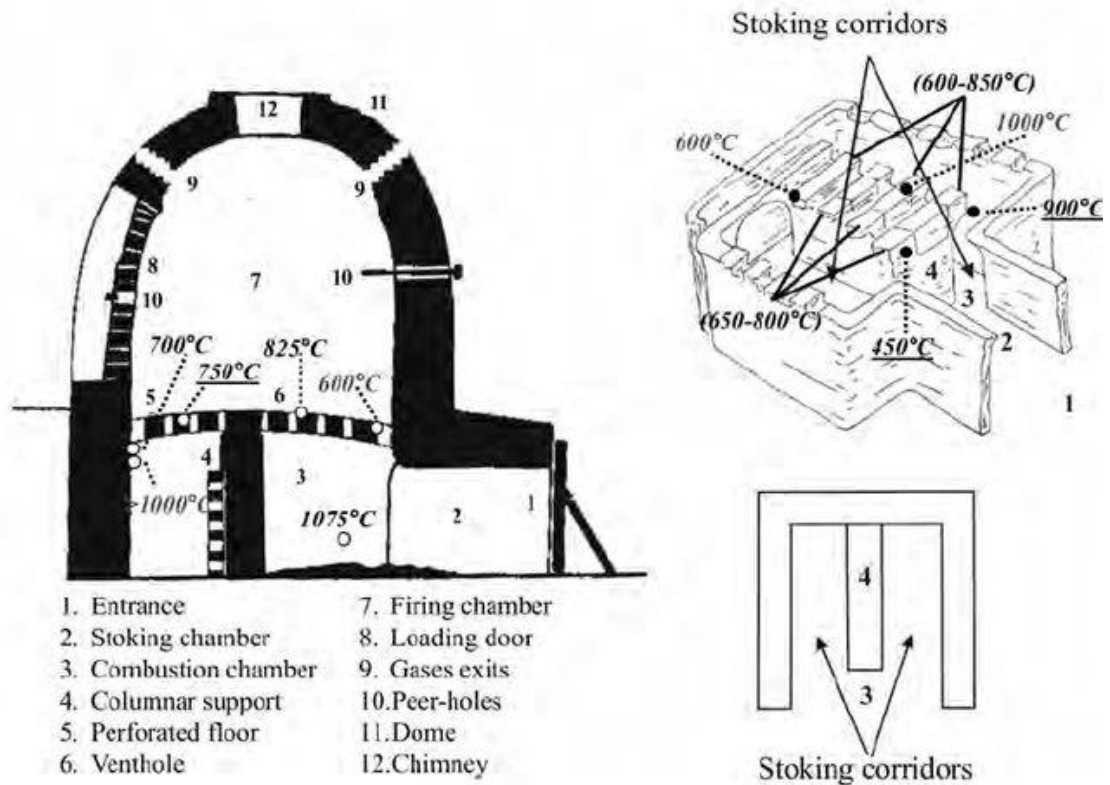 12
11
9
9
8
10
7
10
700°C
825°C
750°C
600°C
5
6
4
3
>1000°C
1075°C
2
1
1. Entrance
2. Stoking chamber
3. Combustion chamber
4. Columnar support
5. Perforated floor
6. Venthole
7. Firing chamber
8. Loading door
9. Gases exits
10.Peer-holes
11.Dome
12.Chimney
Stoking corridors
(600-850°C)
600°C
1000°C
900°C
4
3
(650-800°C)
450°C
2
1
4
3
Stoking corridors